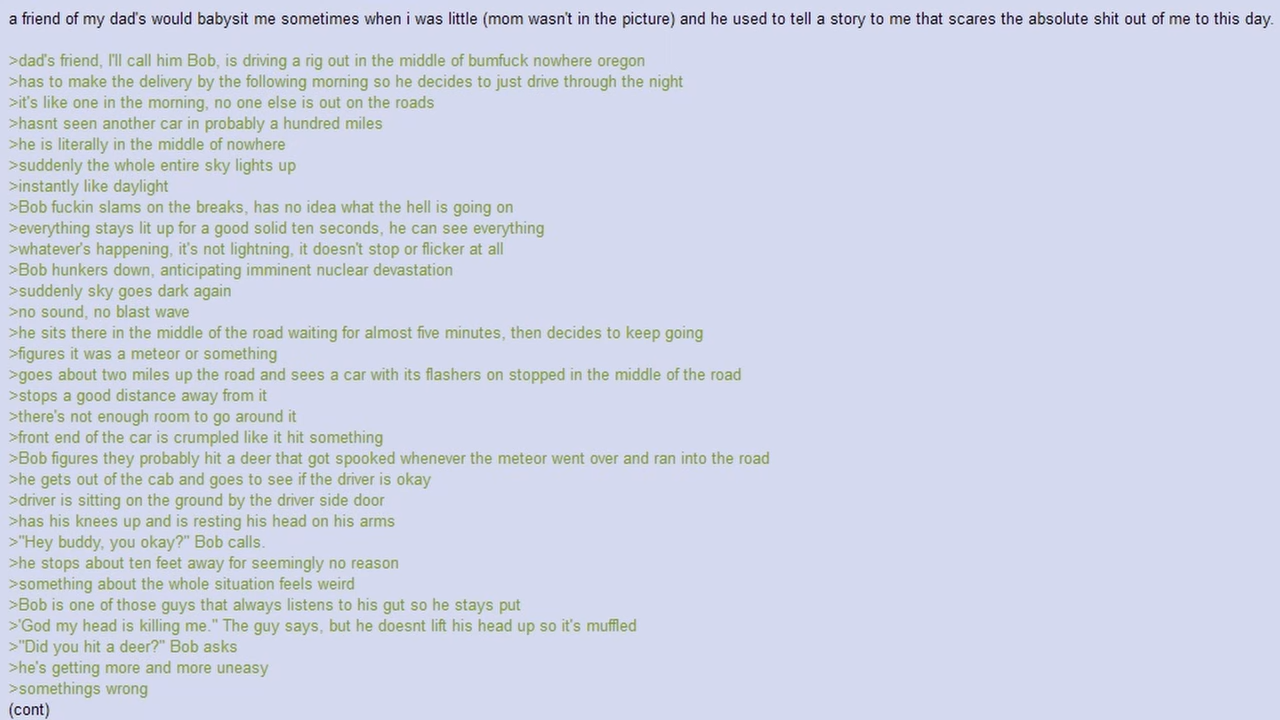 a friend of my dad's would babysit me sometimes when i was little (mom wasn't in the picture) and he used to tell a story to me that scares the absolute shit out of me to this day.
>dad's friend, I'll call him Bob, is driving a rig out in the middle of bumfuck nowhere oregon
>has to make the delivery by the following morning so he decides to just drive through the night
>it's like one in the morning, no one else is out on the roads
>hasnt seen another car in probably a hundred miles
>he is literally in the middle of nowhere
>suddenly the whole entire sky lights up
>instantly like daylight
>Bob fuckin slams on the breaks, has no idea what the hell is going on
>everything stays lit up for a good solid ten seconds, he can see everything
>whatever's happening, it's not lightning, it doesn't stop or flicker at all
>Bob hunkers down, anticipating imminent nuclear devastation
>suddenly sky goes dark again
>no sound, no blast wave
>he sits there in the middle of the road waiting for almost five minutes, then decides to keep going
>figures it was a meteor or something
>goes about two miles up the road and sees a car with its flashers on stopped in the middle of the road
>stops a good distance away from it
>there's not enough room to go around it
>front end of the car is crumpled like it hit something
>Bob figures they probably hit a deer that got spooked whenever the meteor went over and ran into the road
>he gets out of the cab and goes to see if the driver is okay
>driver is sitting on the ground by the driver side door
>has his knees up and is resting his head on his arms
>"Hey buddy, you okay?" Bob calls.
>he stops about ten feet away for seemingly no reason
>something about the whole situation feels weird
>Bob is one of those guys that always listens to his gut so he stays put
>'God my head is killing me." The guy says, but he doesnt lift his head up so it's muffled
>"Did you hit a deer?" Bob asks
>he's getting more and more uneasy
>somethings wrong
(cont)